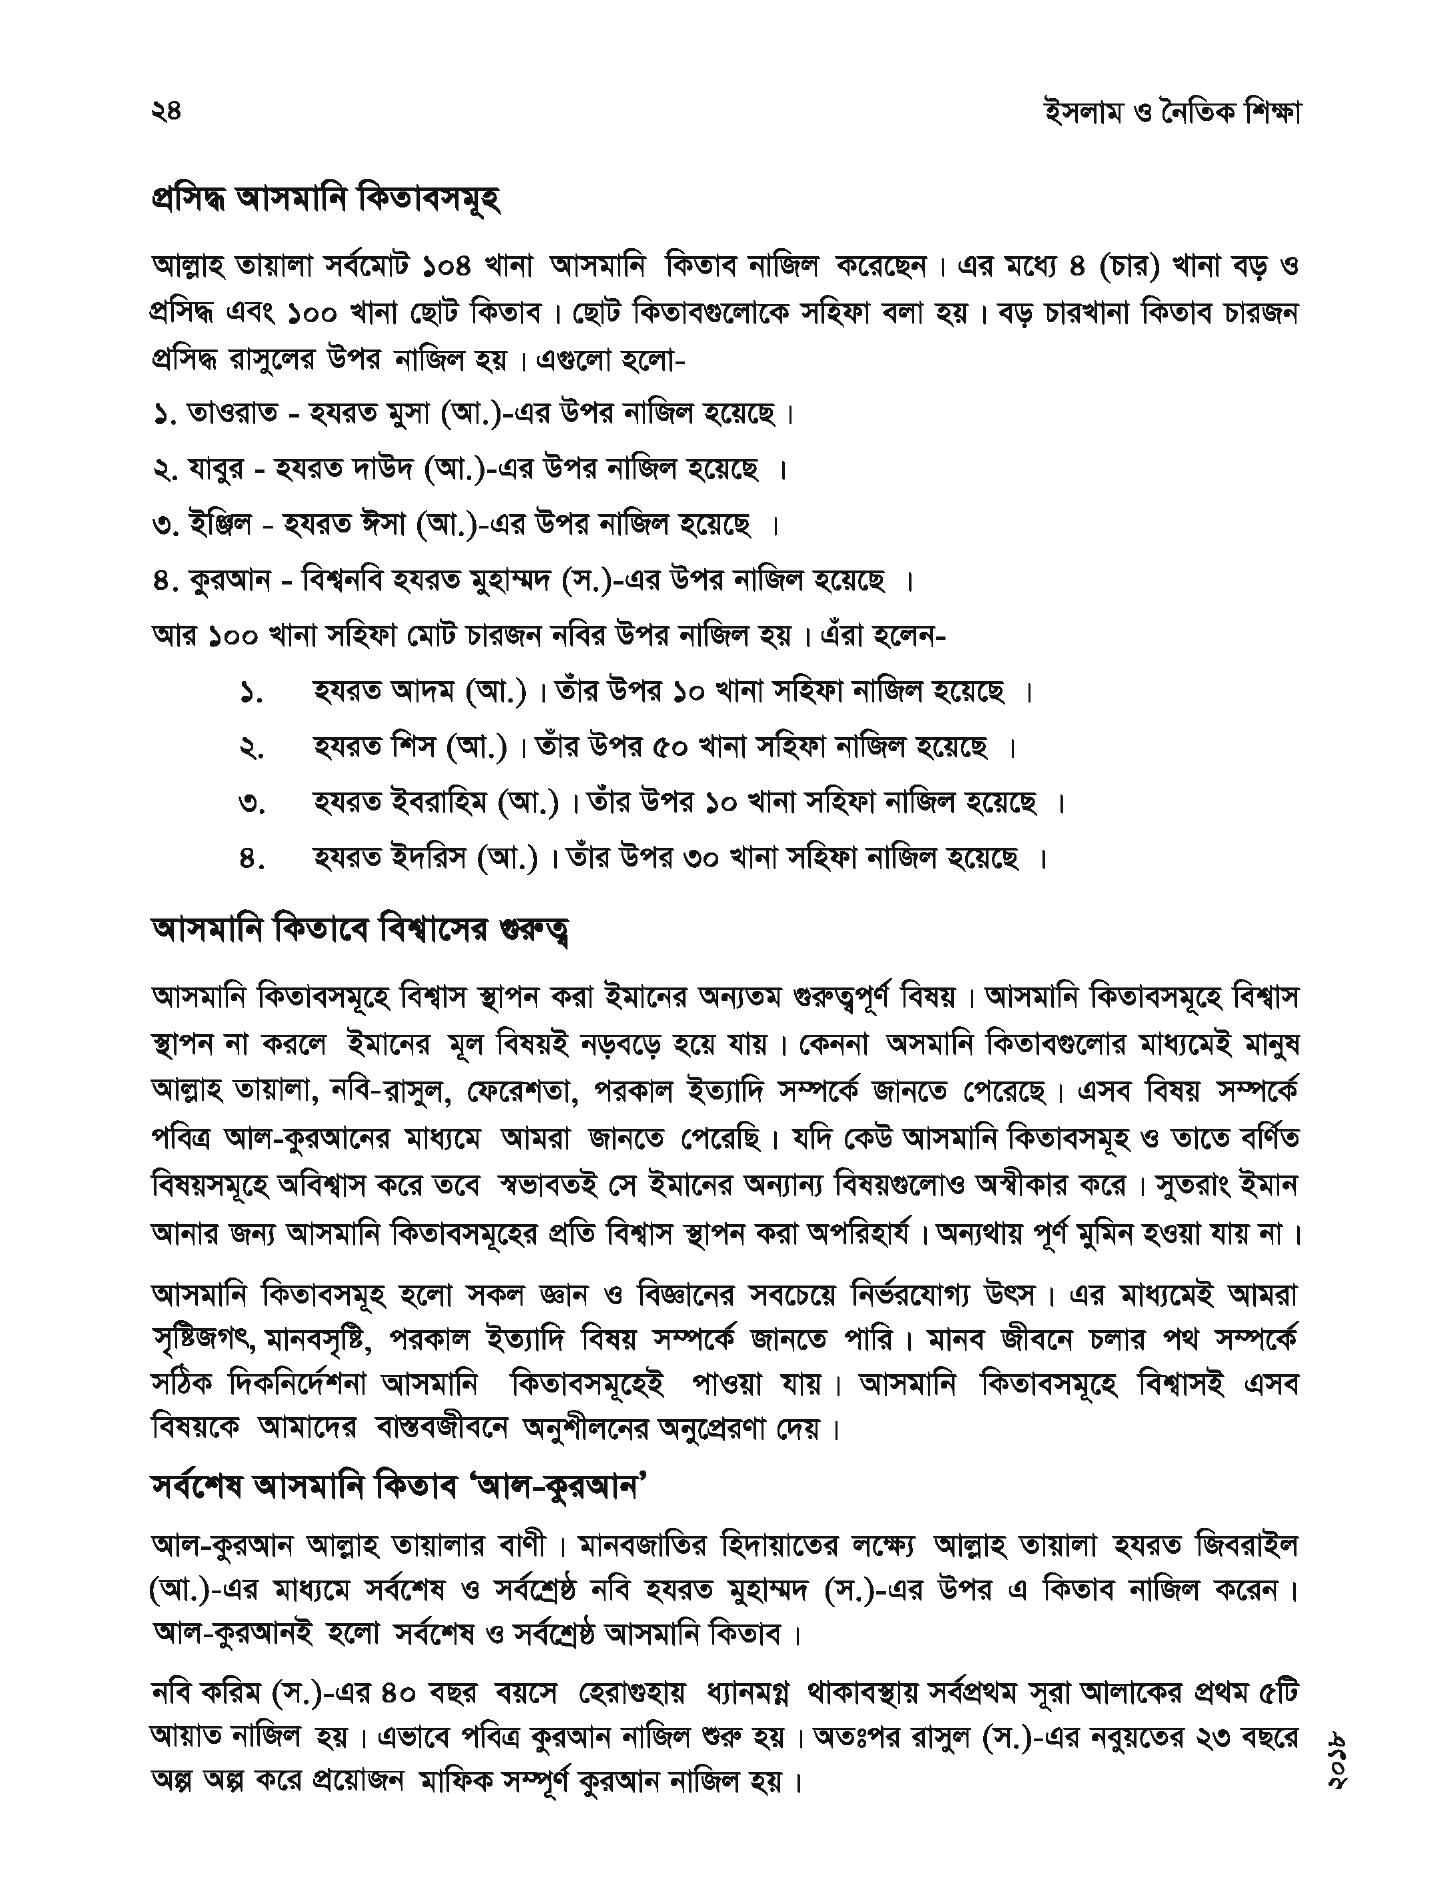 ২৪
ইসলাম ও নৈতিক শিক্ষা
প্রসিদ্ধ আসমানি কিতাবসমূহ
আল্লাহ তায়ালা সর্বমোট ১০৪ খানা আসমানি কিতাব নাজিল করেছেন। এর মধ্যে ৪ (চার) খানা বড় ও
প্রসিদ্ধ এবং ১০০ খানা ছোট কিতাব। ছোট কিতাবগুলোকে সহিফা বলা হয়। বড় চারখানা কিতাব চারজন
প্রসিদ্ধ রাসুলের উপর নাজিল হয়। এগুলো হলো-
১. তাওরাত - হযরত মুসা (আ.)-এর উপর নাজিল হয়েছে।
২. যাবুর - হযরত দাউদ (আ.)-এর উপর নাজিল হয়েছে ।
৩. ইঞ্জিল - হযরত ঈসা (আ.)-এর উপর নাজিল হয়েছে ।
৪. কুরআন - বিশ্বনবি হযরত মুহাম্মদ (স.)-এর উপর নাজিল হয়েছে ।
আর ১০০ খানা সহিফা মোট চারজন নবির উপর নাজিল হয়। এঁরা হলেন-
১. হযরত আদম (আ.)। তাঁর উপর ১০ খানা সহিফা নাজিল হয়েছে ।
২. হযরত শিস (আ.)। তাঁর উপর ৫০ খানা সহিফা নাজিল হয়েছে ।
৩. হযরত ইবরাহিম (আ.)। তাঁর উপর ১০ খানা সহিফা নাজিল হয়েছে ।
৪. হযরত ইদরিস (আ.)। তাঁর উপর ৩০ খানা সহিফা নাজিল হয়েছে ।
আসমানি কিতাবে বিশ্বাসের গুরুত্ব
আসমানি কিতাবসমূহে বিশ্বাস স্থাপন করা ইমানের অন্যতম গুরুত্বপূর্ণ বিষয়। আসমানি কিতাবসমূহে বিশ্বাস
স্থাপন না করলে ইমানের মূল বিষয়ই নড়বড়ে হয়ে যায়। কেননা অসমানি কিতাবগুলোর মাধ্যমেই মানুষ
আল্লাহ তায়ালা, নবি-রাসুল, ফেরেশতা, পরকাল ইত্যাদি সম্পর্কে জানতে পেরেছে। এসব বিষয় সম্পর্কে
পবিত্র আল-কুরআনের মাধ্যমে আমরা জানতে পেরেছি। যদি কেউ আসমানি কিতাবসমূহ ও তাতে বর্ণিত
বিষয়সমূহে অবিশ্বাস করে তবে স্বভাবতই সে ইমানের অন্যান্য বিষয়গুলোও অস্বীকার করে। সুতরাং ইমান
আনার জন্য আসমানি কিতাবসমূহের প্রতি বিশ্বাস স্থাপন করা অপরিহার্য। অন্যথায় পূর্ণ মুমিন হওয়া যায় না।
আসমানি কিতাবসমূহ হলো সকল জ্ঞান ও বিজ্ঞানের সবচেয়ে নির্ভরযোগ্য উৎস। এর মাধ্যমেই আমরা
সৃষ্টিজগৎ, মানবসৃষ্টি, পরকাল ইত্যাদি বিষয় সম্পর্কে জানতে পারি। মানব জীবনে চলার পথ সম্পর্কে
সঠিক দিকনির্দেশনা আসমানি কিতাবসমূহেই পাওয়া যায়। আসমানি কিতাবসমূহে বিশ্বাসই এসব
বিষয়কে আমাদের বাস্তবজীবনে অনুশীলনের অনুপ্রেরণা দেয়।
সর্বশেষ আসমানি কিতাব ‘আল-কুরআন’
আল-কুরআন আল্লাহ তায়ালার বাণী। মানবজাতির হিদায়াতের লক্ষ্যে আল্লাহ তায়ালা হযরত জিবরাইল
(আ.)-এর মাধ্যমে সর্বশেষ ও সর্বশ্রেষ্ঠ নবি হযরত মুহাম্মদ (স.)-এর উপর এ কিতাব নাজিল করেন।
আল-কুরআনই হলো সর্বশেষ ও সর্বশ্রেষ্ঠ আসমানি কিতাব।
নবি করিম (স.)-এর ৪০ বছর বয়সে হেরাগুহায় ধ্যানমগ্ন থাকাবস্থায় সর্বপ্রথম সূরা আলাকের প্রথম ৫টি
আয়াত নাজিল হয়। এভাবে পবিত্র কুরআন নাজিল শুরু হয়। অতঃপর রাসুল (স.)-এর নবুয়তের ২৩ বছরে
অল্প অল্প করে প্রয়োজন মাফিক সম্পূর্ণ কুরআন নাজিল হয়।
২০১৮